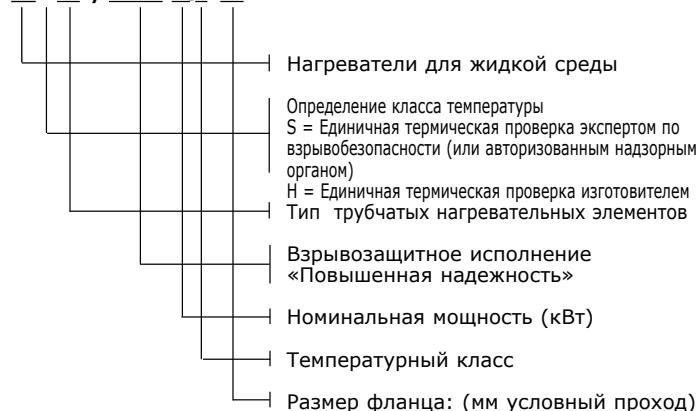 Нагреватели для жидкой среды
Определение класса температуры
S = Единичная термическая проверка экспертом по
взрывобезопасности (или авторизованным надзорным
органом)
H = Единичная термическая проверка изготовителем
Тип трубчатых нагревательных элементов
Взрывозащитное исполнение
«Повышенная надежность»
Номинальная мощность (кВт)
Температурный класс
Размер фланца: (мм условный проход)